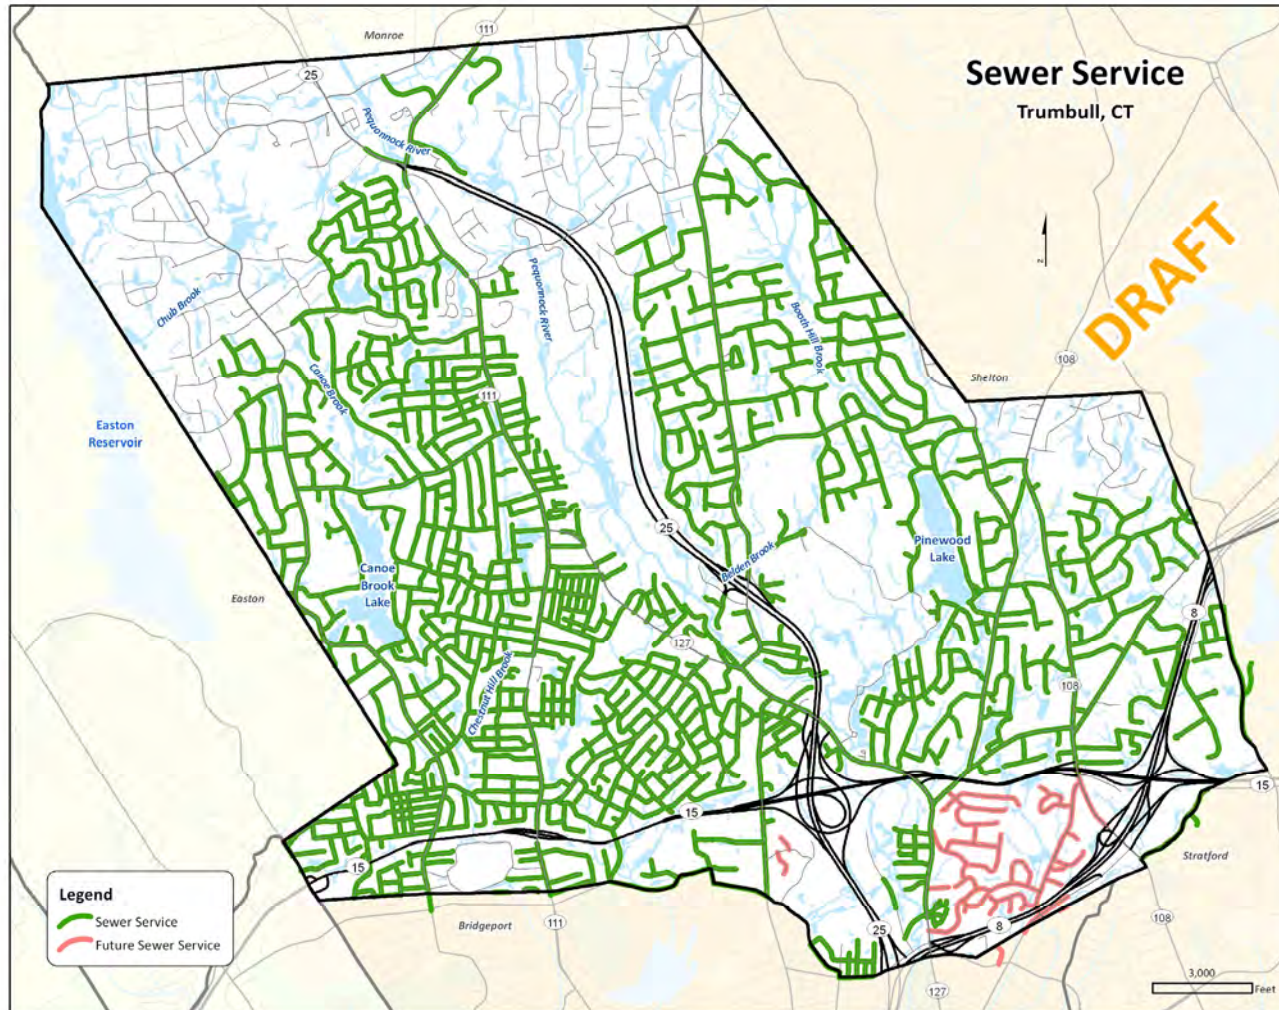 Sewer Service
Trumbull, CT
DRAFT
Monroe
111
25
Pequonnock River
z
Chub Brook
Pequonnock River
Booth Hill Brook
108
Shelton
Canoe Brook
111
Easton
Reservoir
25
Belden Brook
Pinewood
Lake
Canoe
Brook
Lake
Easton
8
127
Chestnut Hill Brook
108
15
15
15
Stratford
Legend
Sewer Service
Future Sewer Service
Bridgeport
111
25
8
108
127
3,000
Feet